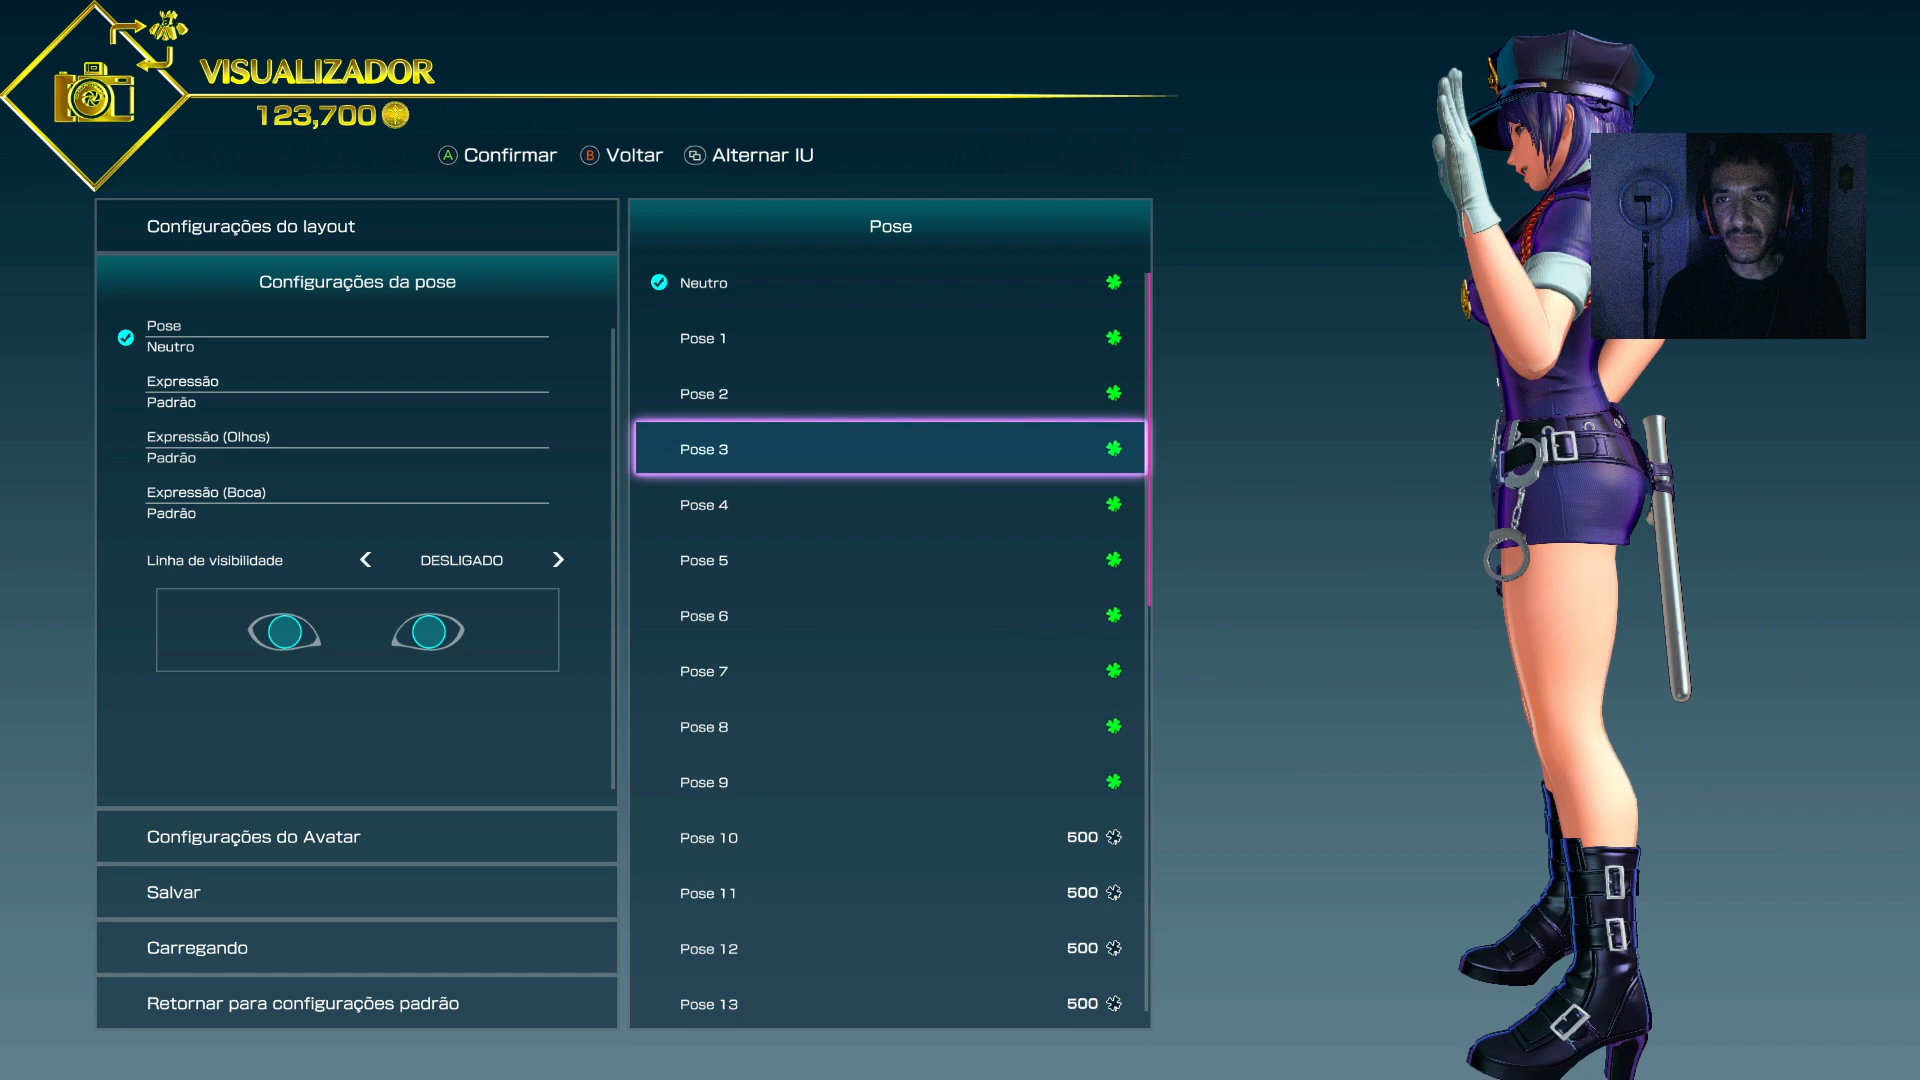 VISUALIZADOR
123,700
A Confirmar B Voltar Alternar IU
Configurações do layout
Configurações da pose
Pose
Neutro
Expressão
Padrão
Expressão (Olhos)
Padrão
Expressão (Boca)
Padrão
Linha de visibilidade DESLIGADO
Configurações do Avatar
Salvar
Carregando
Retornar para configurações padrão
Pose
Neutro
Pose 1
Pose 2
Pose 3
Pose 4
Pose 5
Pose 6
Pose 7
Pose 8
Pose 9
Pose 10 500
Pose 11 500
Pose 12 500
Pose 13 500